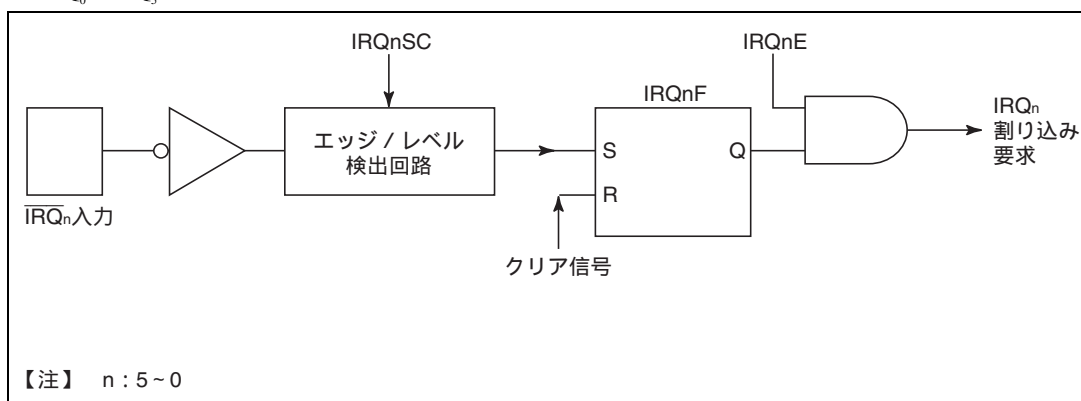 IRQnSC
IRQnE
IRQnF
エッジ / レベル
検出回路
S
Q
R
IRQn
割り込み
要求
IRQn入力
クリア信号
【注】 n : 5~0